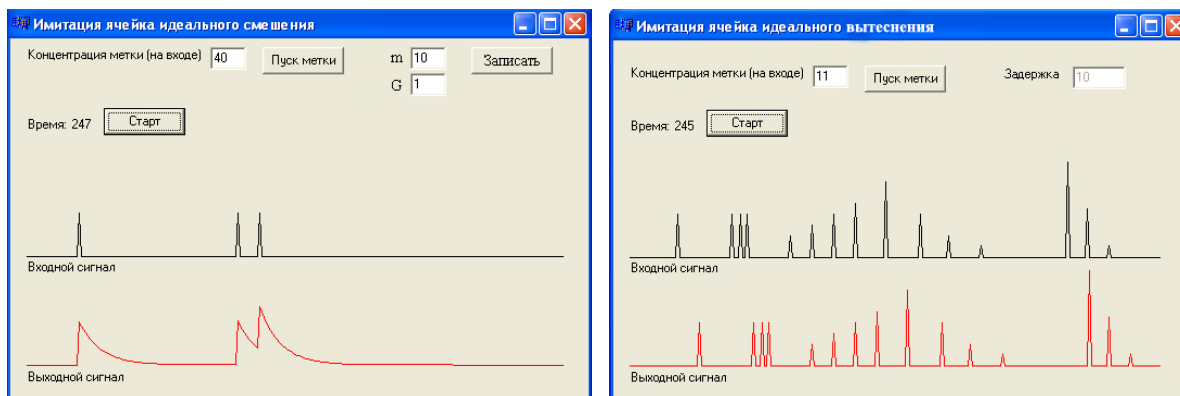 Имитация ячейка идеального смешения
Концентрация метки (на входе) 40 Пуск метки m 10 Записать
G 1
Время: 247 Старт
Входной сигнал
Выходной сигнал
Имитация ячейка идеального вытеснения
Концентрация метки (на входе) 11 Пуск метки Задержка 10
Время: 245 Старт
Входной сигнал
Выходной сигнал